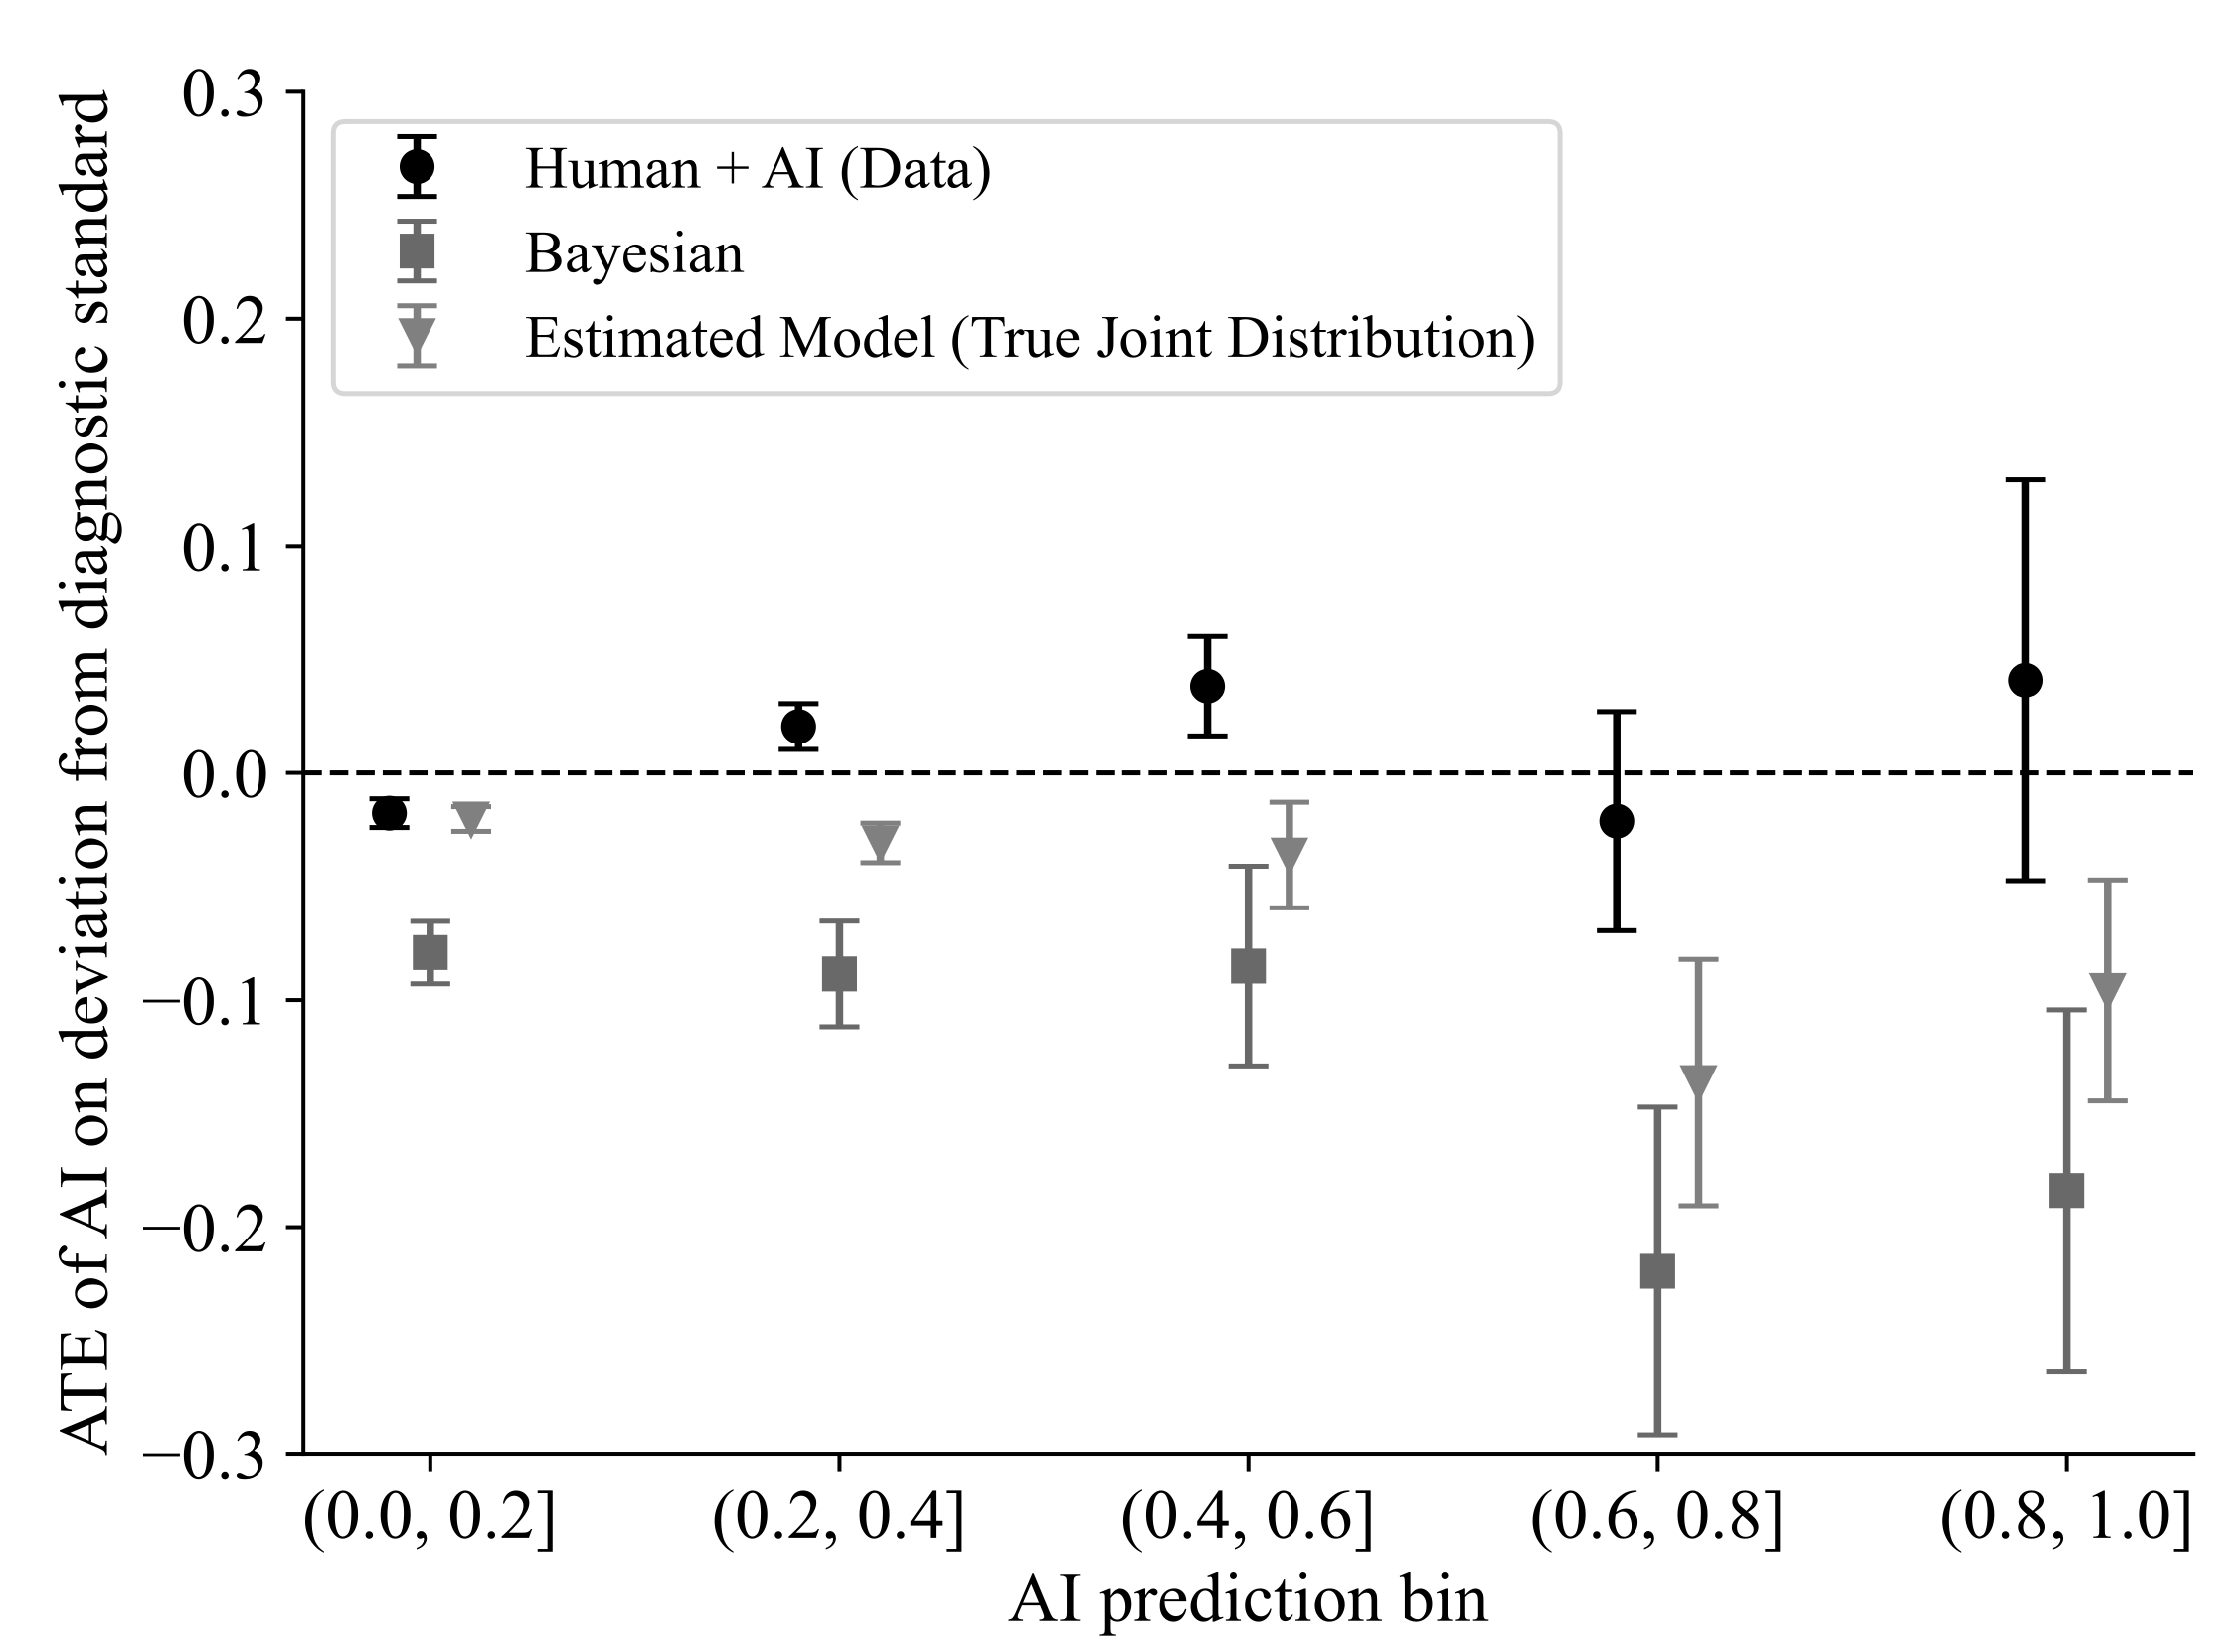 ATE of AI on deviation from diagnostic standard
0.3
0.2
0.1
0.0
−0.1
−0.2
−0.3
Human + AI (Data)
Bayesian
Estimated Model (True Joint Distribution)
(0.0, 0.2]
(0.2, 0.4]
(0.4, 0.6]
(0.6, 0.8]
(0.8, 1.0]
AI prediction bin